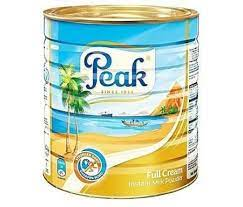 Peak
SINCE 1954
Full Cream
Instant Milk Powder